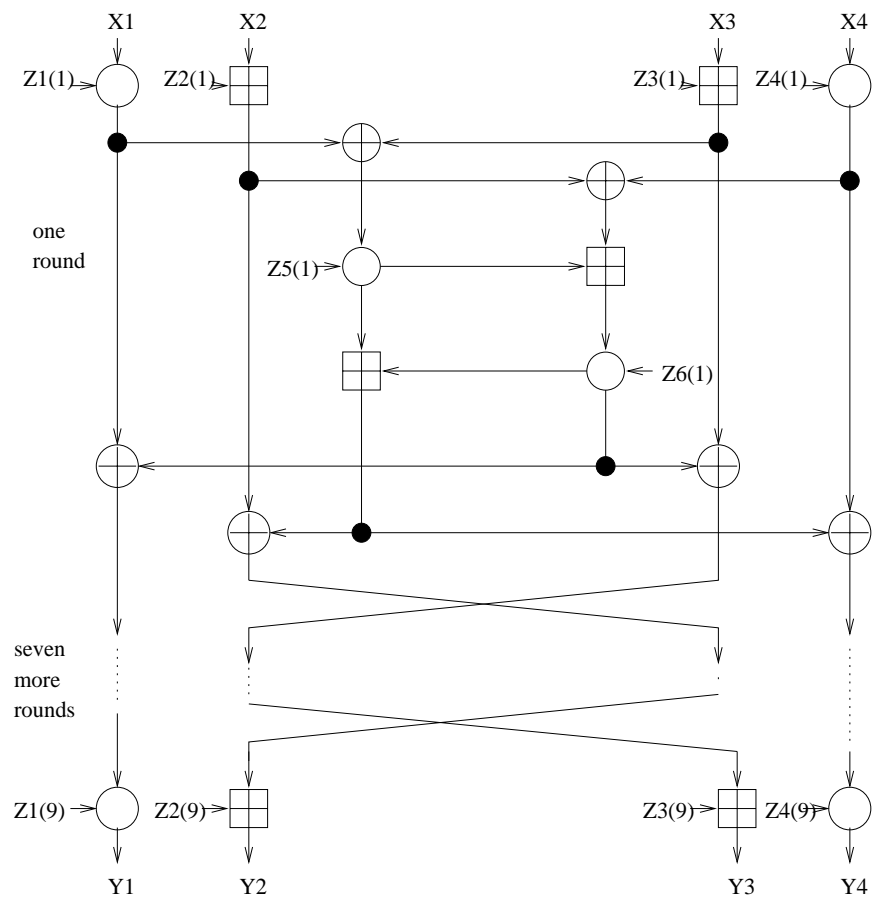 X1 X2 X3 X4
Z1(1) Z2(1) Z3(1) Z4(1)
one
round
Z5(1)
Z6(1)
seven
more
rounds
Z1(9) Z2(9) Z3(9) Z4(9)
Y1 Y2 Y3 Y4